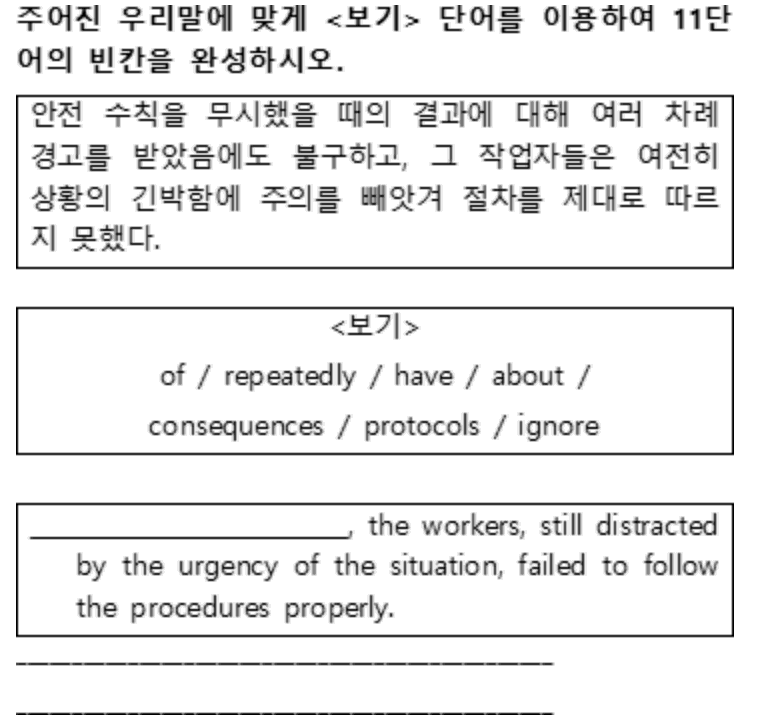 주어진 우리말에 맞게 <보기> 단어를 이용하여 11단
어의 빈칸을 완성하시오.
안전 수칙을 무시했을 때의 결과에 대해 여러 차례
경고를 받았음에도 불구하고, 그 작업자들은 여전히
상황의 긴박함에 주의를 빼앗겨 절차를 제대로 따르
지 못했다.
<보기>
of / repeatedly / have / about /
consequences / protocols / ignore
____________________, the workers, still distracted
by the urgency of the situation, failed to follow
the procedures properly.